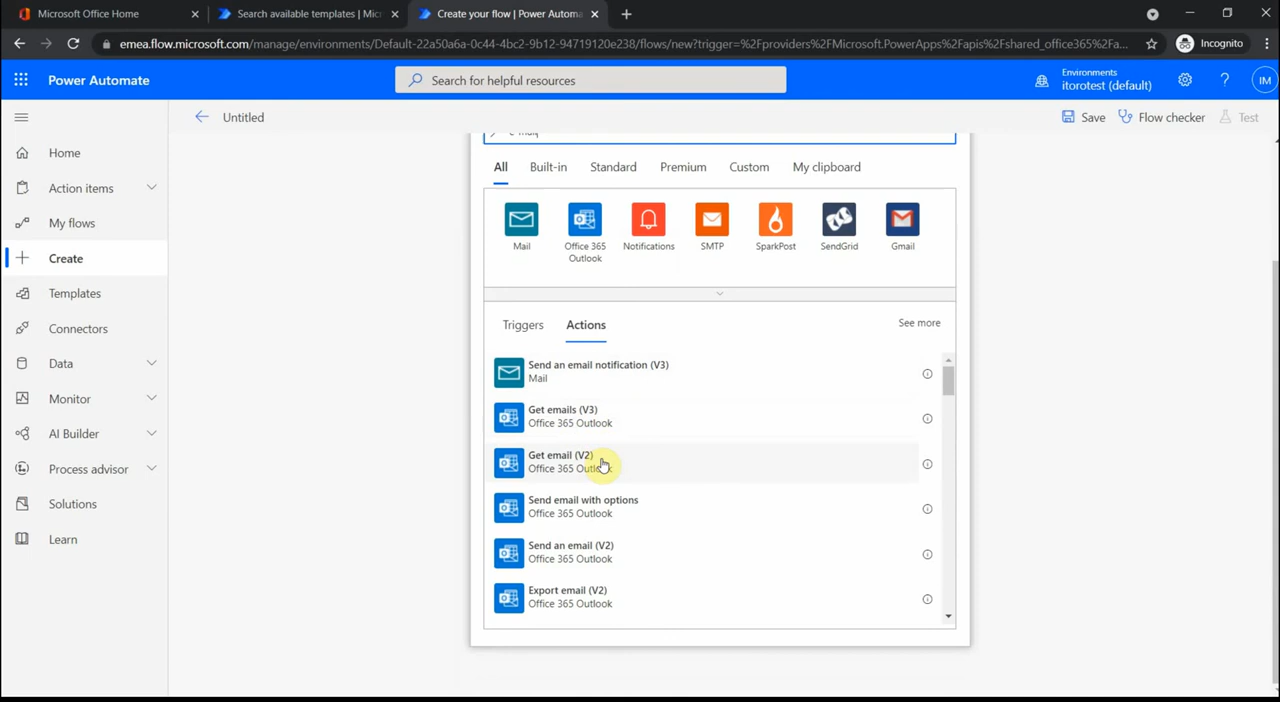 Microsoft Office Home
Search available templates | Micr
Create your flow | Power Automa
emea.flow.microsoft.com/manage/environments/Default-22a50a6a-0c44-4bc2-9b12-94719120e238/flows/new?trigger=%2Fproviders%2FMicrosoft.PowerApps%2Fapis%2Fshared_office365%2Fa...
Incognito
Power Automate
Search for helpful resources
Environments
itorotest (default)
IM
Untitled
Save
Flow checker
Test
Home
Action items
My flows
Create
Templates
Connectors
Data
Monitor
AI Builder
Process advisor
Solutions
Learn
All
Built-in
Standard
Premium
Custom
My clipboard
Mail
Office 365
Outlook
Notifications
SMTP
SparkPost
SendGrid
Gmail
Triggers
Actions
See more
Send an email notification (V3)
Mail
Get emails (V3)
Office 365 Outlook
Get email (V2)
Office 365 Outlook
Send email with options
Office 365 Outlook
Send an email (V2)
Office 365 Outlook
Export email (V2)
Office 365 Outlook